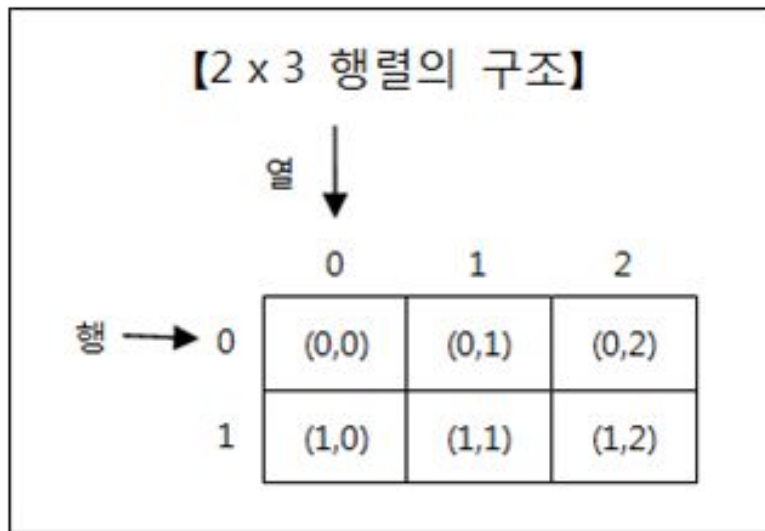 【2 x 3 행렬의 구조】
열
0 1 2
행 0 (0,0) (0,1) (0,2)
1 (1,0) (1,1) (1,2)